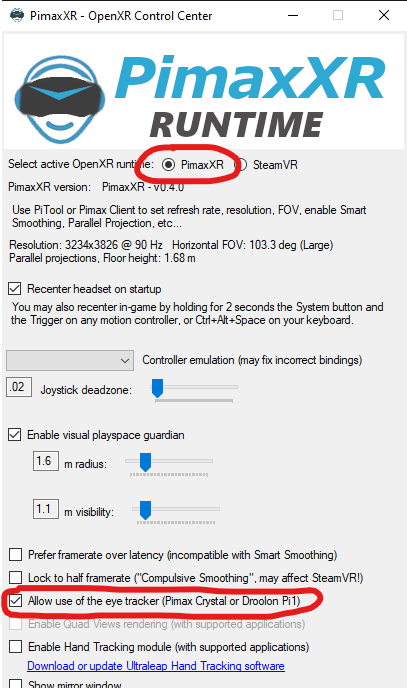 PimaxXR - OpenXR Control Center
PimaxXR
RUNTIME
Select active OpenXR runtime: PimaxXR SteamVR
PimaxXR version: PimaxXR - v0.4.0
Use PiTool or Pimax Client to set refresh rate, resolution, FOV, enable Smart
Smoothing, Parallel Projection, etc...
Resolution: 3234x3826 @ 90 Hz Horizontal FOV: 103.3 deg (Large)
Parallel projections, Floor height: 1.68 m
Recenter headset on startup
You may also recenter in-game by holding for 2 seconds the System button and
the Trigger on any motion controller, or Ctrl+Alt+Space on your keyboard.
Controller emulation (may fix incorrect bindings)
.02 Joystick deadzone:
Enable visual playspace guardian
1.6 m radius:
1.1 m visibility:
Prefer framerate over latency (incompatible with Smart Smoothing)
Lock to half framerate ("Compulsive Smoothing", may affect SteamVR!)
Allow use of the eye tracker (Pimax Crystal or Droolon Pi1)
Enable Quad Views rendering (with supported applications)
Enable Hand Tracking module (with supported applications)
Download or update Ultraleap Hand Tracking software
Show mirror window